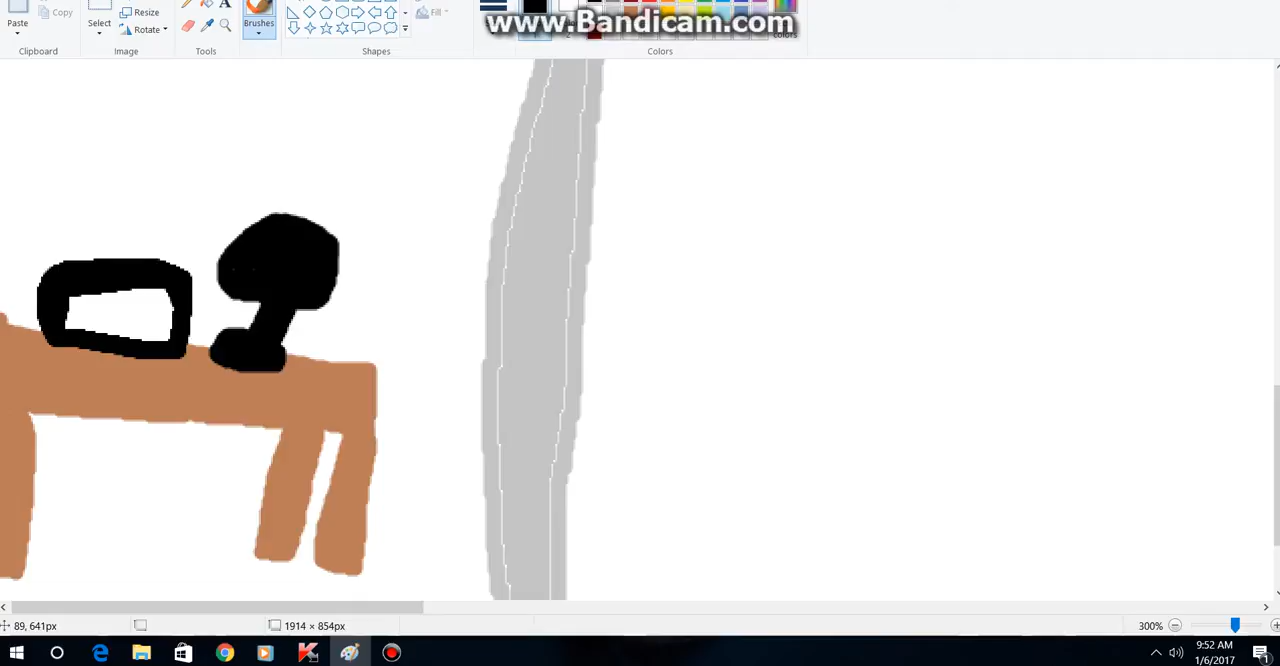 www.Bandicam.com
Paste
Copy
Select
Resize
Rotate
A
Brushes
Fill
Clipboard
Image
Tools
Shapes
Colors
89, 641px
1914 × 854px
300%
9:52 AM
1/6/2017